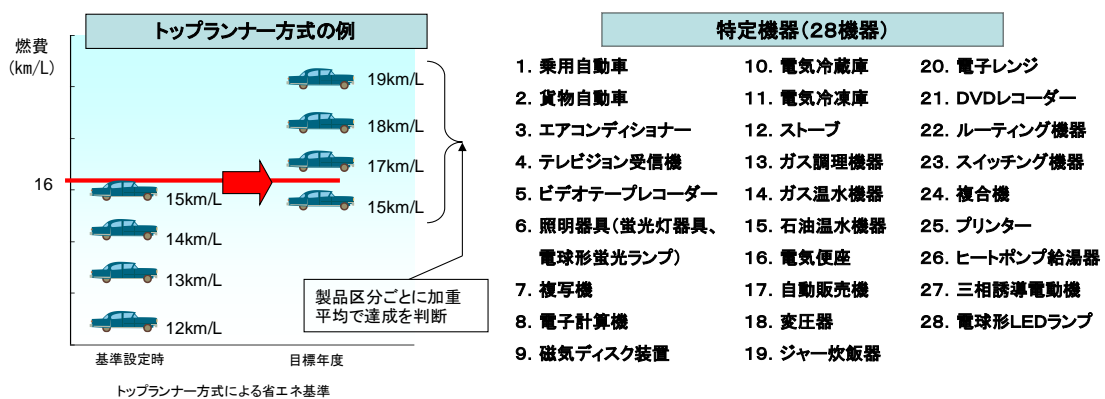 トップランナー方式の例
燃費
(km/L)
19km/L
18km/L
17km/L
16
15km/L
15km/L
14km/L
13km/L
12km/L
製品区分ごとに加重
平均で達成を判断
基準設定時
目標年度
トップランナー方式による省エネ基準
特定機器(28機器)
1. 乗用自動車
2. 貨物自動車
3. エアコンディショナー
4. テレビジョン受信機
5. ビデオテープレコーダー
6. 照明器具(蛍光灯器具、
電球形蛍光ランプ)
7. 複写機
8. 電子計算機
9. 磁気ディスク装置
10. 電気冷蔵庫
11. 電気冷凍庫
12. ストーブ
13. ガス調理機器
14. ガス温水機器
15. 石油温水機器
16. 電気便座
17. 自動販売機
18. 変圧器
19. ジャー炊飯器
20. 電子レンジ
21. DVDレコーダー
22. ルーティング機器
23. スイッチング機器
24. 複合機
25. プリンター
26. ヒートポンプ給湯器
27. 三相誘導電動機
28. 電球形LEDランプ